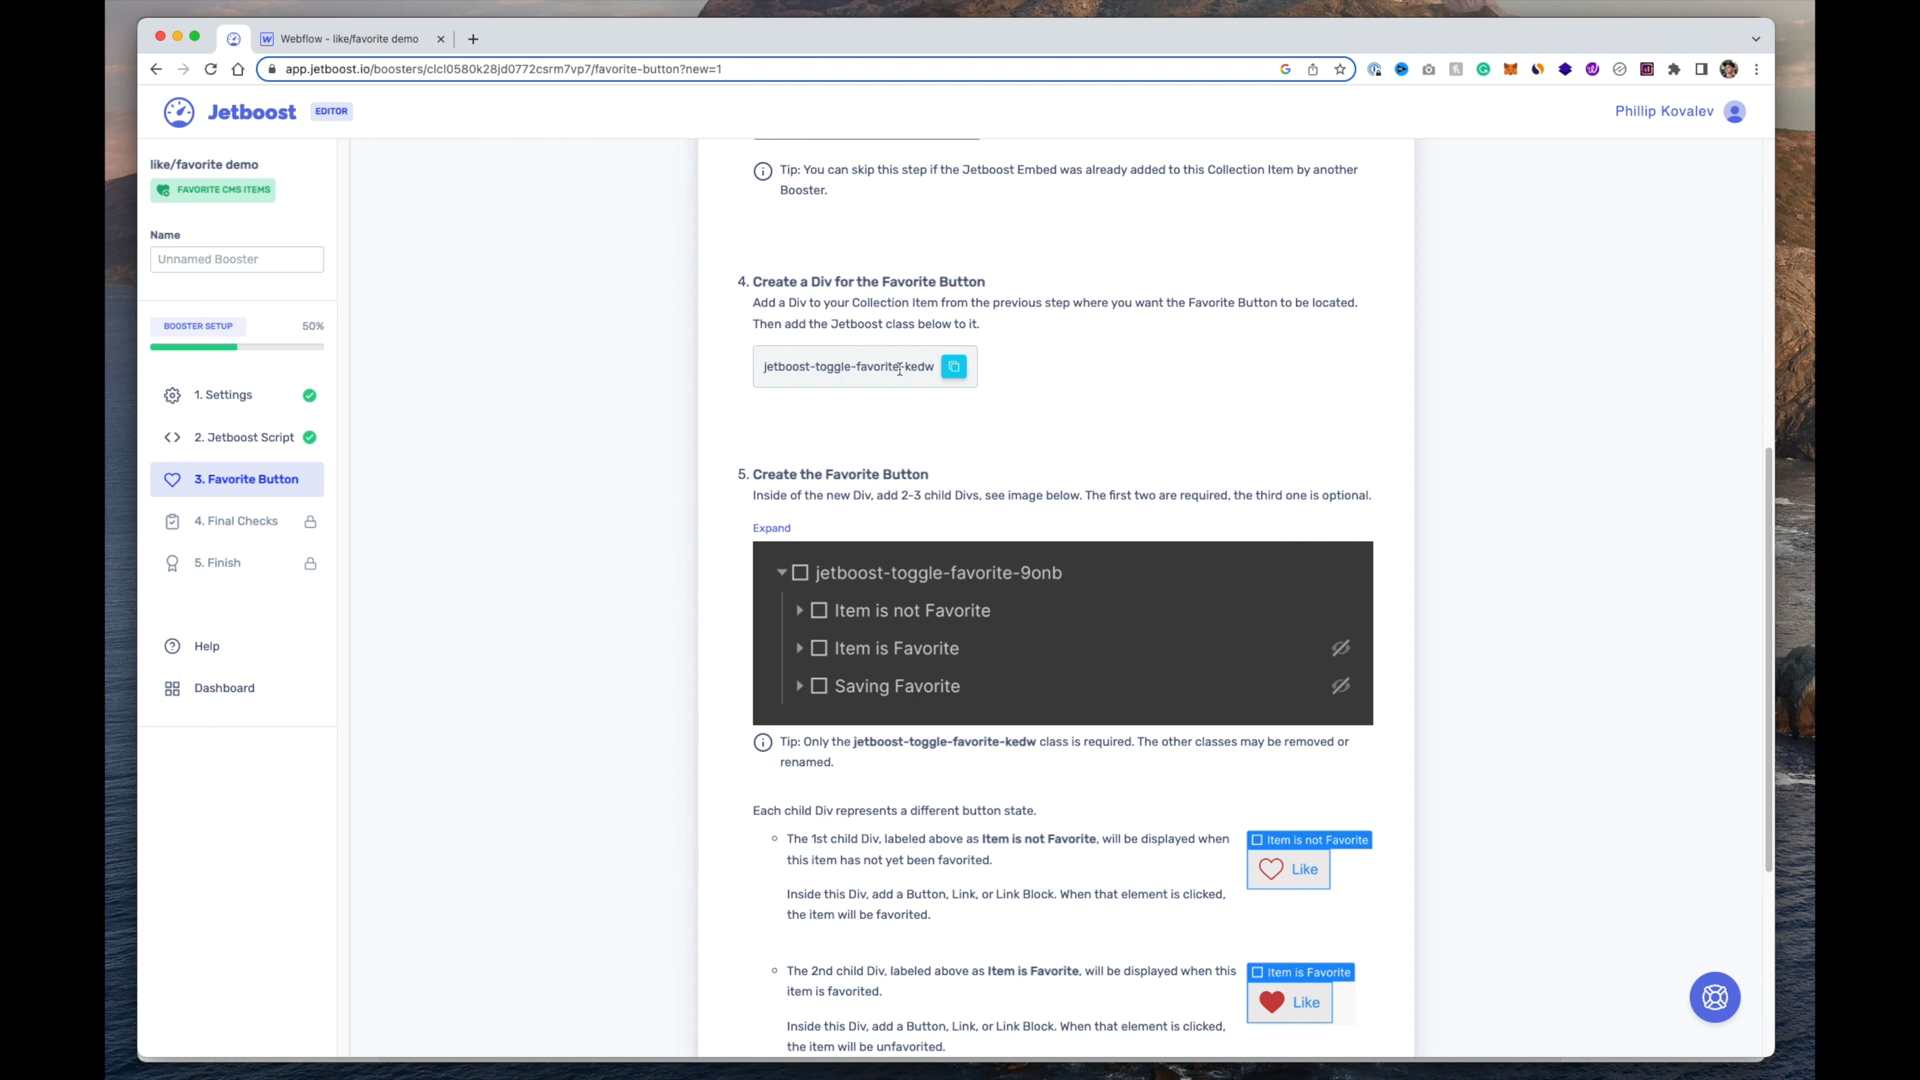 Webflow - like/favorite demo
app.jetboost.io/boosters/clcl0580k28jd0772csrm7vp7/favorite-button?new=1
Jetboost
EDITOR
Phillip Kovalev
like/favorite demo
FAVORITE CMS ITEMS
Name
Unnamed Booster
BOOSTER SETUP
50%
1. Settings
2. Jetboost Script
3. Favorite Button
4. Final Checks
5. Finish
Help
Dashboard
Tip: You can skip this step if the Jetboost Embed was already added to this Collection Item by another
Booster.
4. Create a Div for the Favorite Button
Add a Div to your Collection Item from the previous step where you want the Favorite Button to be located.
Then add the Jetboost class below to it.
jetboost-toggle-favorite-kedw
5. Create the Favorite Button
Inside of the new Div, add 2-3 child Divs, see image below. The first two are required, the third one is optional.
Expand
jetboost-toggle-favorite-9onb
Item is not Favorite
Item is Favorite
Saving Favorite
Tip: Only the jetboost-toggle-favorite-kedw class is required. The other classes may be removed or
renamed.
Each child Div represents a different button state.
The 1st child Div, labeled above as Item is not Favorite, will be displayed when
this item has not yet been favorited.
Inside this Div, add a Button, Link, or Link Block. When that element is clicked,
the item will be favorited.
Item is not Favorite
Like
The 2nd child Div, labeled above as Item is Favorite, will be displayed when this
item is favorited.
Inside this Div, add a Button, Link, or Link Block. When that element is clicked,
the item will be unfavorited.
Item is Favorite
Like